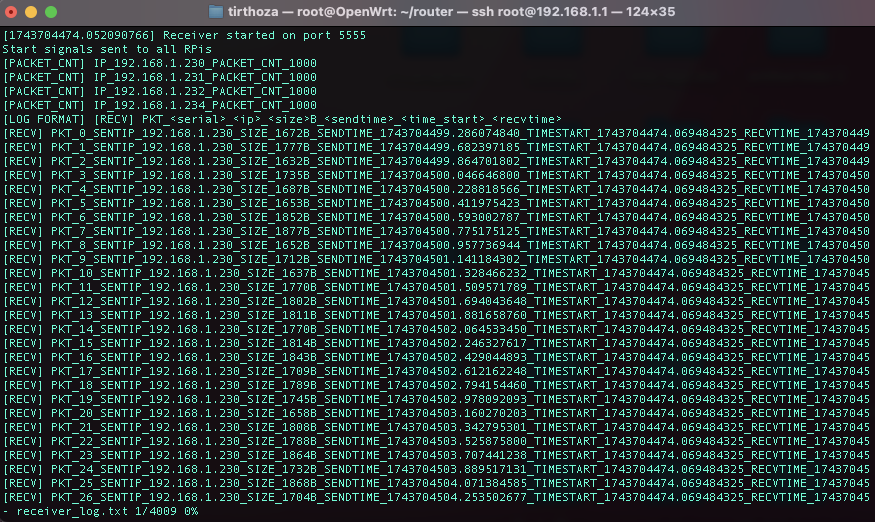 tirthoza — root@OpenWrt: ~/router — ssh root@192.168.1.1 — 124×35
[1743704474.052090766] Receiver started on port 5555
Start signals sent to all RPis
[PACKET_CNT] IP_192.168.1.230_PACKET_CNT_1000
[PACKET_CNT] IP_192.168.1.231_PACKET_CNT_1000
[PACKET_CNT] IP_192.168.1.232_PACKET_CNT_1000
[PACKET_CNT] IP_192.168.1.234_PACKET_CNT_1000
[LOG FORMAT] [RECV] PKT_<serial>_<ip>_<size>B_<sendtime>_<time_start>_<recvtime>
[RECV] PKT_0_SENTIP_192.168.1.230_SIZE_1672B_SENDTIME_1743704499.286074840_TIMESTART_1743704474.069484325_RECVTIME_174370449
[RECV] PKT_1_SENTIP_192.168.1.230_SIZE_1777B_SENDTIME_1743704499.682397185_TIMESTART_1743704474.069484325_RECVTIME_174370449
[RECV] PKT_2_SENTIP_192.168.1.230_SIZE_1632B_SENDTIME_1743704499.864701802_TIMESTART_1743704474.069484325_RECVTIME_174370449
[RECV] PKT_3_SENTIP_192.168.1.230_SIZE_1735B_SENDTIME_1743704500.046646800_TIMESTART_1743704474.069484325_RECVTIME_174370450
[RECV] PKT_4_SENTIP_192.168.1.230_SIZE_1687B_SENDTIME_1743704500.228818566_TIMESTART_1743704474.069484325_RECVTIME_174370450
[RECV] PKT_5_SENTIP_192.168.1.230_SIZE_1653B_SENDTIME_1743704500.411975423_TIMESTART_1743704474.069484325_RECVTIME_174370450
[RECV] PKT_6_SENTIP_192.168.1.230_SIZE_1852B_SENDTIME_1743704500.593002787_TIMESTART_1743704474.069484325_RECVTIME_174370450
[RECV] PKT_7_SENTIP_192.168.1.230_SIZE_1877B_SENDTIME_1743704500.775175125_TIMESTART_1743704474.069484325_RECVTIME_174370450
[RECV] PKT_8_SENTIP_192.168.1.230_SIZE_1652B_SENDTIME_1743704500.957736944_TIMESTART_1743704474.069484325_RECVTIME_174370450
[RECV] PKT_9_SENTIP_192.168.1.230_SIZE_1712B_SENDTIME_1743704501.141184302_TIMESTART_1743704474.069484325_RECVTIME_174370450
[RECV] PKT_10_SENTIP_192.168.1.230_SIZE_1637B_SENDTIME_1743704501.328466232_TIMESTART_1743704474.069484325_RECVTIME_17437045
[RECV] PKT_11_SENTIP_192.168.1.230_SIZE_1770B_SENDTIME_1743704501.509571789_TIMESTART_1743704474.069484325_RECVTIME_17437045
[RECV] PKT_12_SENTIP_192.168.1.230_SIZE_1802B_SENDTIME_1743704501.694043648_TIMESTART_1743704474.069484325_RECVTIME_17437045
[RECV] PKT_13_SENTIP_192.168.1.230_SIZE_1811B_SENDTIME_1743704501.881658760_TIMESTART_1743704474.069484325_RECVTIME_17437045
[RECV] PKT_14_SENTIP_192.168.1.230_SIZE_1770B_SENDTIME_1743704502.064533450_TIMESTART_1743704474.069484325_RECVTIME_17437045
[RECV] PKT_15_SENTIP_192.168.1.230_SIZE_1814B_SENDTIME_1743704502.246327617_TIMESTART_1743704474.069484325_RECVTIME_17437045
[RECV] PKT_16_SENTIP_192.168.1.230_SIZE_1843B_SENDTIME_1743704502.429044893_TIMESTART_1743704474.069484325_RECVTIME_17437045
[RECV] PKT_17_SENTIP_192.168.1.230_SIZE_1709B_SENDTIME_1743704502.612162248_TIMESTART_1743704474.069484325_RECVTIME_17437045
[RECV] PKT_18_SENTIP_192.168.1.230_SIZE_1789B_SENDTIME_1743704502.794154460_TIMESTART_1743704474.069484325_RECVTIME_17437045
[RECV] PKT_19_SENTIP_192.168.1.230_SIZE_1745B_SENDTIME_1743704502.978092093_TIMESTART_1743704474.069484325_RECVTIME_17437045
[RECV] PKT_20_SENTIP_192.168.1.230_SIZE_1658B_SENDTIME_1743704503.160270203_TIMESTART_1743704474.069484325_RECVTIME_17437045
[RECV] PKT_21_SENTIP_192.168.1.230_SIZE_1808B_SENDTIME_1743704503.342795301_TIMESTART_1743704474.069484325_RECVTIME_17437045
[RECV] PKT_22_SENTIP_192.168.1.230_SIZE_1788B_SENDTIME_1743704503.525875800_TIMESTART_1743704474.069484325_RECVTIME_17437045
[RECV] PKT_23_SENTIP_192.168.1.230_SIZE_1864B_SENDTIME_1743704503.707441238_TIMESTART_1743704474.069484325_RECVTIME_17437045
[RECV] PKT_24_SENTIP_192.168.1.230_SIZE_1732B_SENDTIME_1743704503.889517131_TIMESTART_1743704474.069484325_RECVTIME_17437045
[RECV] PKT_25_SENTIP_192.168.1.230_SIZE_1868B_SENDTIME_1743704504.071384585_TIMESTART_1743704474.069484325_RECVTIME_17437045
[RECV] PKT_26_SENTIP_192.168.1.230_SIZE_1704B_SENDTIME_1743704504.253502677_TIMESTART_1743704474.069484325_RECVTIME_17437045
- receiver_log.txt 1/4009 0%